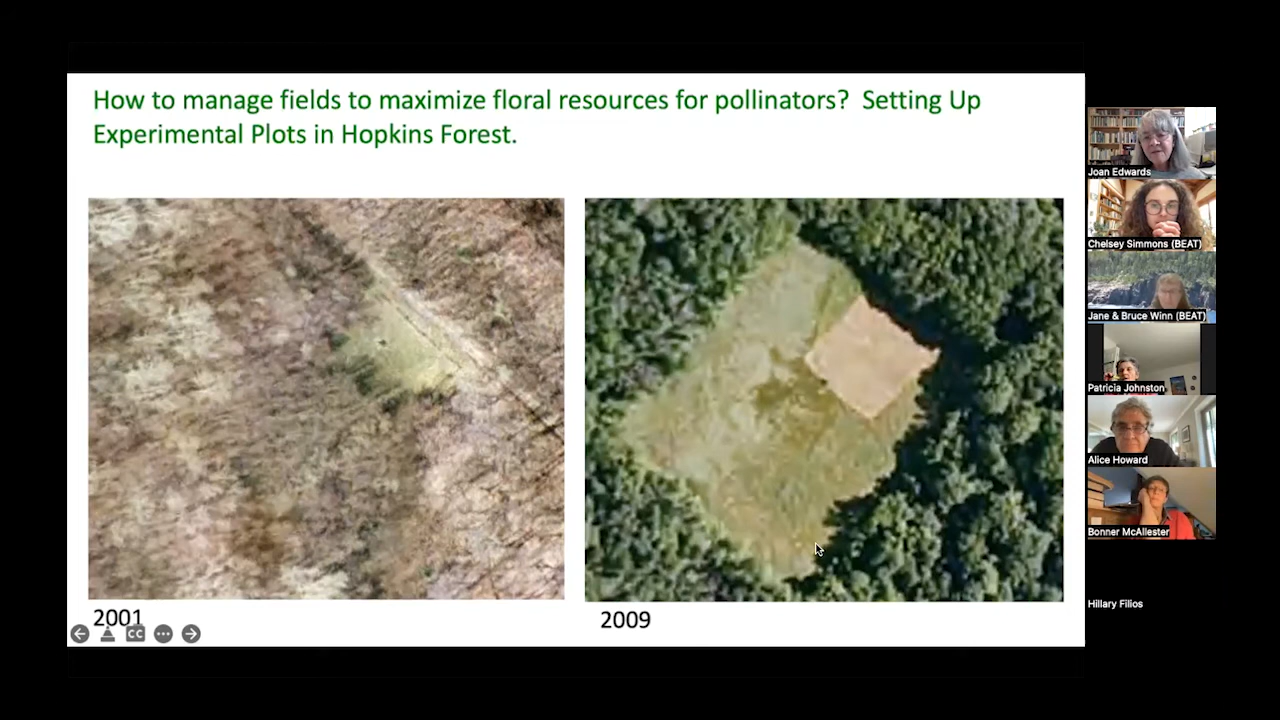 How to manage fields to maximize floral resources for pollinators? Setting Up
Experimental Plots in Hopkins Forest.
2001
2009
CC
Joan Edwards
Chelsey Simmons (BEAT)
Jane & Bruce Winn (BEAT)
Patricia Johnston
Alice Howard
Bonner McAllester
Hillary Filios